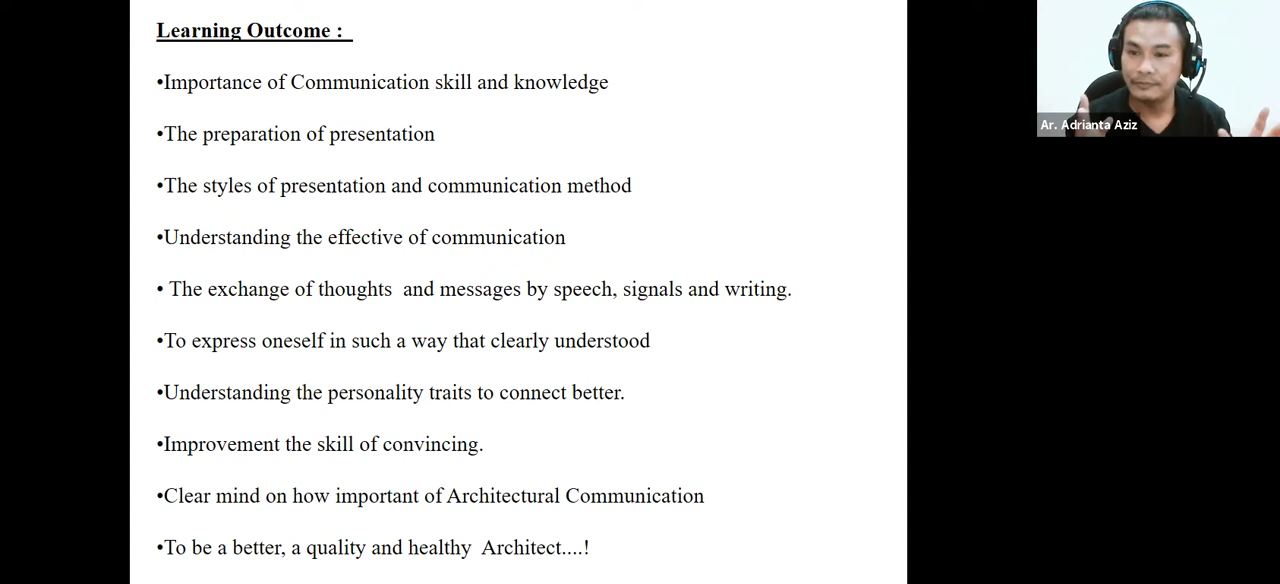 Learning Outcome :
•Importance of Communication skill and knowledge
•The preparation of presentation
•The styles of presentation and communication method
•Understanding the effective of communication
• The exchange of thoughts  and messages by speech, signals and writing.
•To express oneself in such a way that clearly understood
•Understanding the personality traits to connect better.
•Improvement the skill of convincing.
•Clear mind on how important of Architectural Communication
•To be a better, a quality and healthy  Architect....!
Ar. Adrianta Aziz